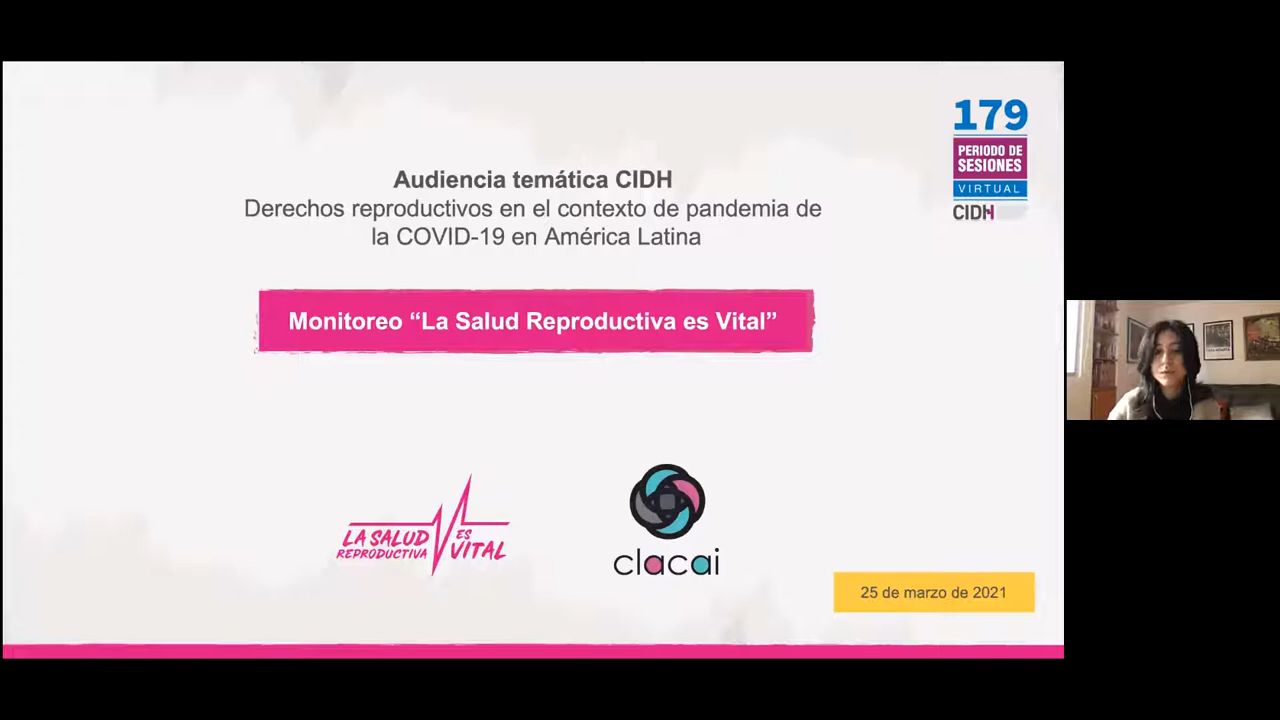 179
PERIODO DE
SESIONES
VIRTUAL
CIDH
Audiencia temática CIDH
Derechos reproductivos en el contexto de pandemia de
la COVID-19 en América Latina
Monitoreo “La Salud Reproductiva es Vital”
LA SALUD ES
REPRODUCTIVA VITAL
clacai
25 de marzo de 2021